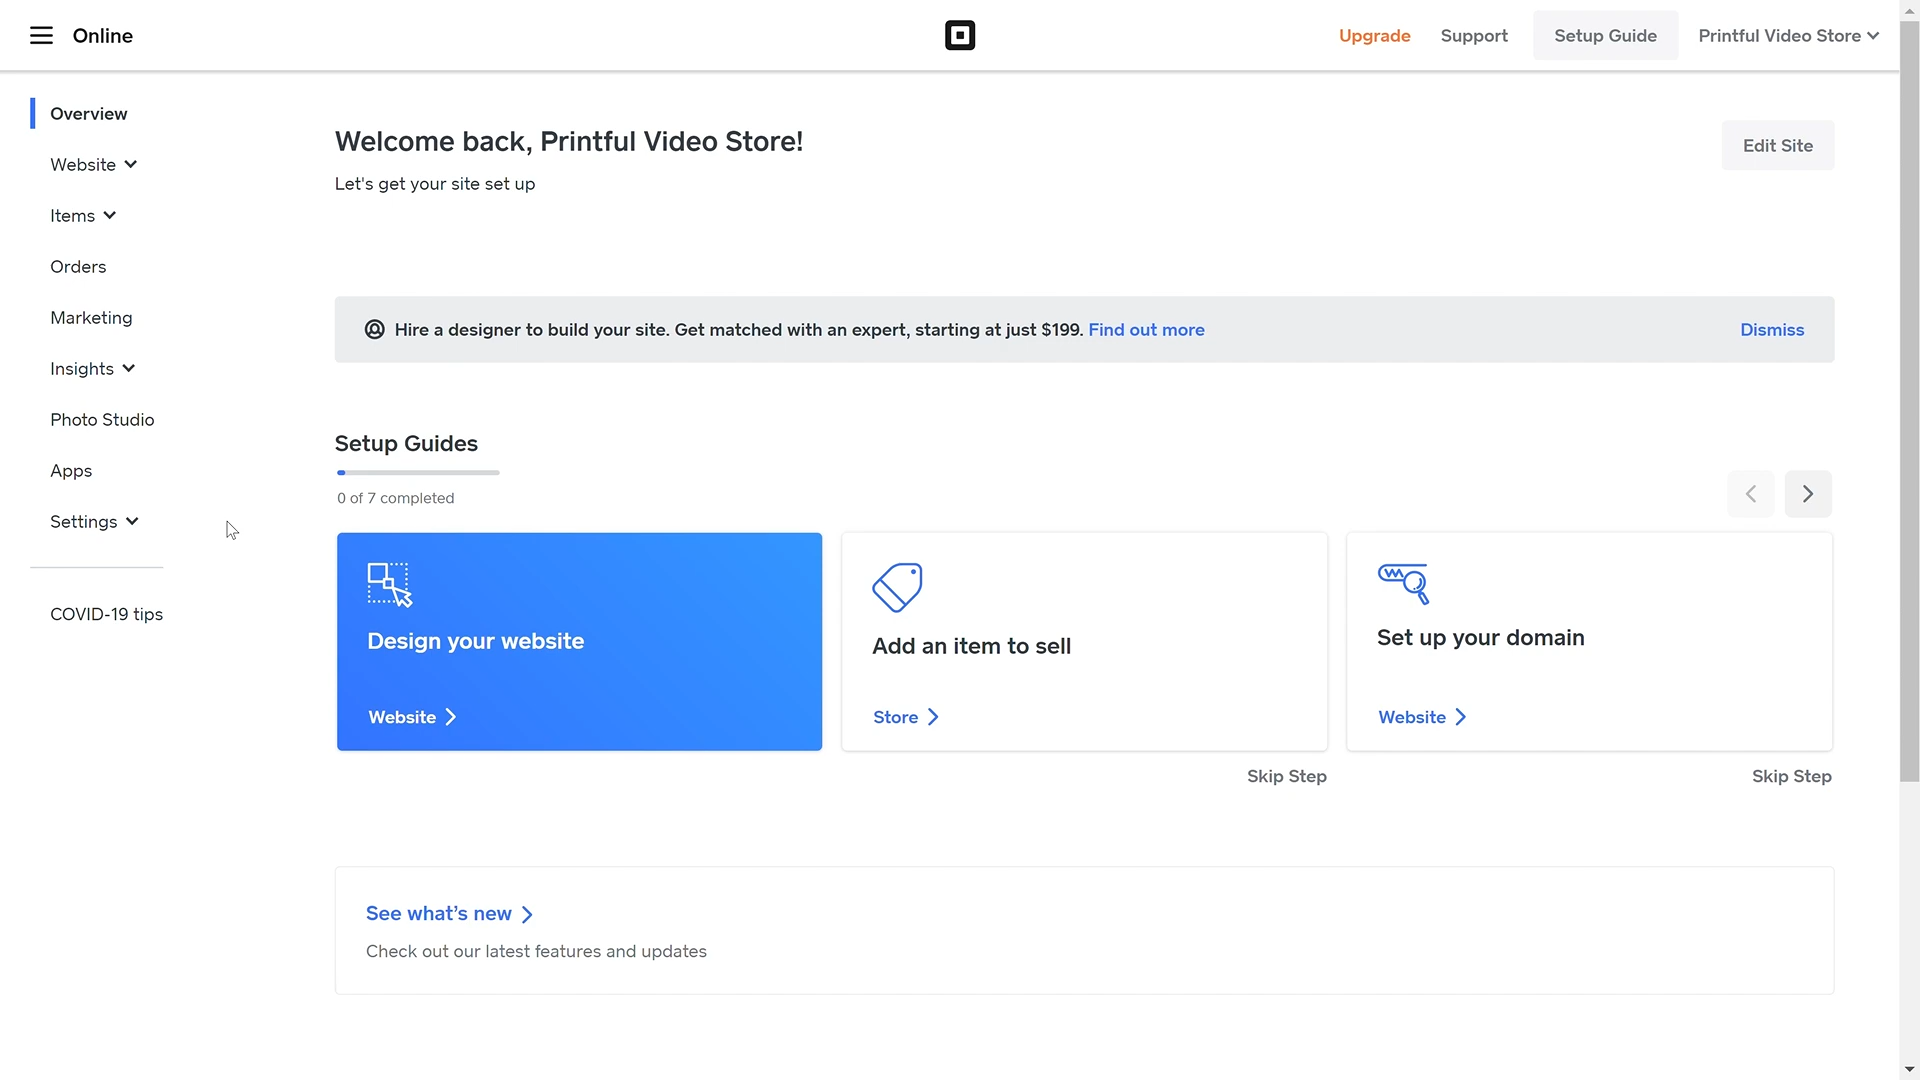 Online
Upgrade
Support
Setup Guide
Printful Video Store
Overview
Website
Items
Orders
Marketing
Insights
Photo Studio
Apps
Settings
COVID-19 tips
Welcome back, Printful Video Store!
Let's get your site set up
Edit Site
Hire a designer to build your site. Get matched with an expert, starting at just $199. Find out more
Dismiss
Setup Guides
0 of 7 completed
Design your website
Website
Add an item to sell
Store
Skip Step
Set up your domain
Website
Skip Step
See what’s new
Check out our latest features and updates